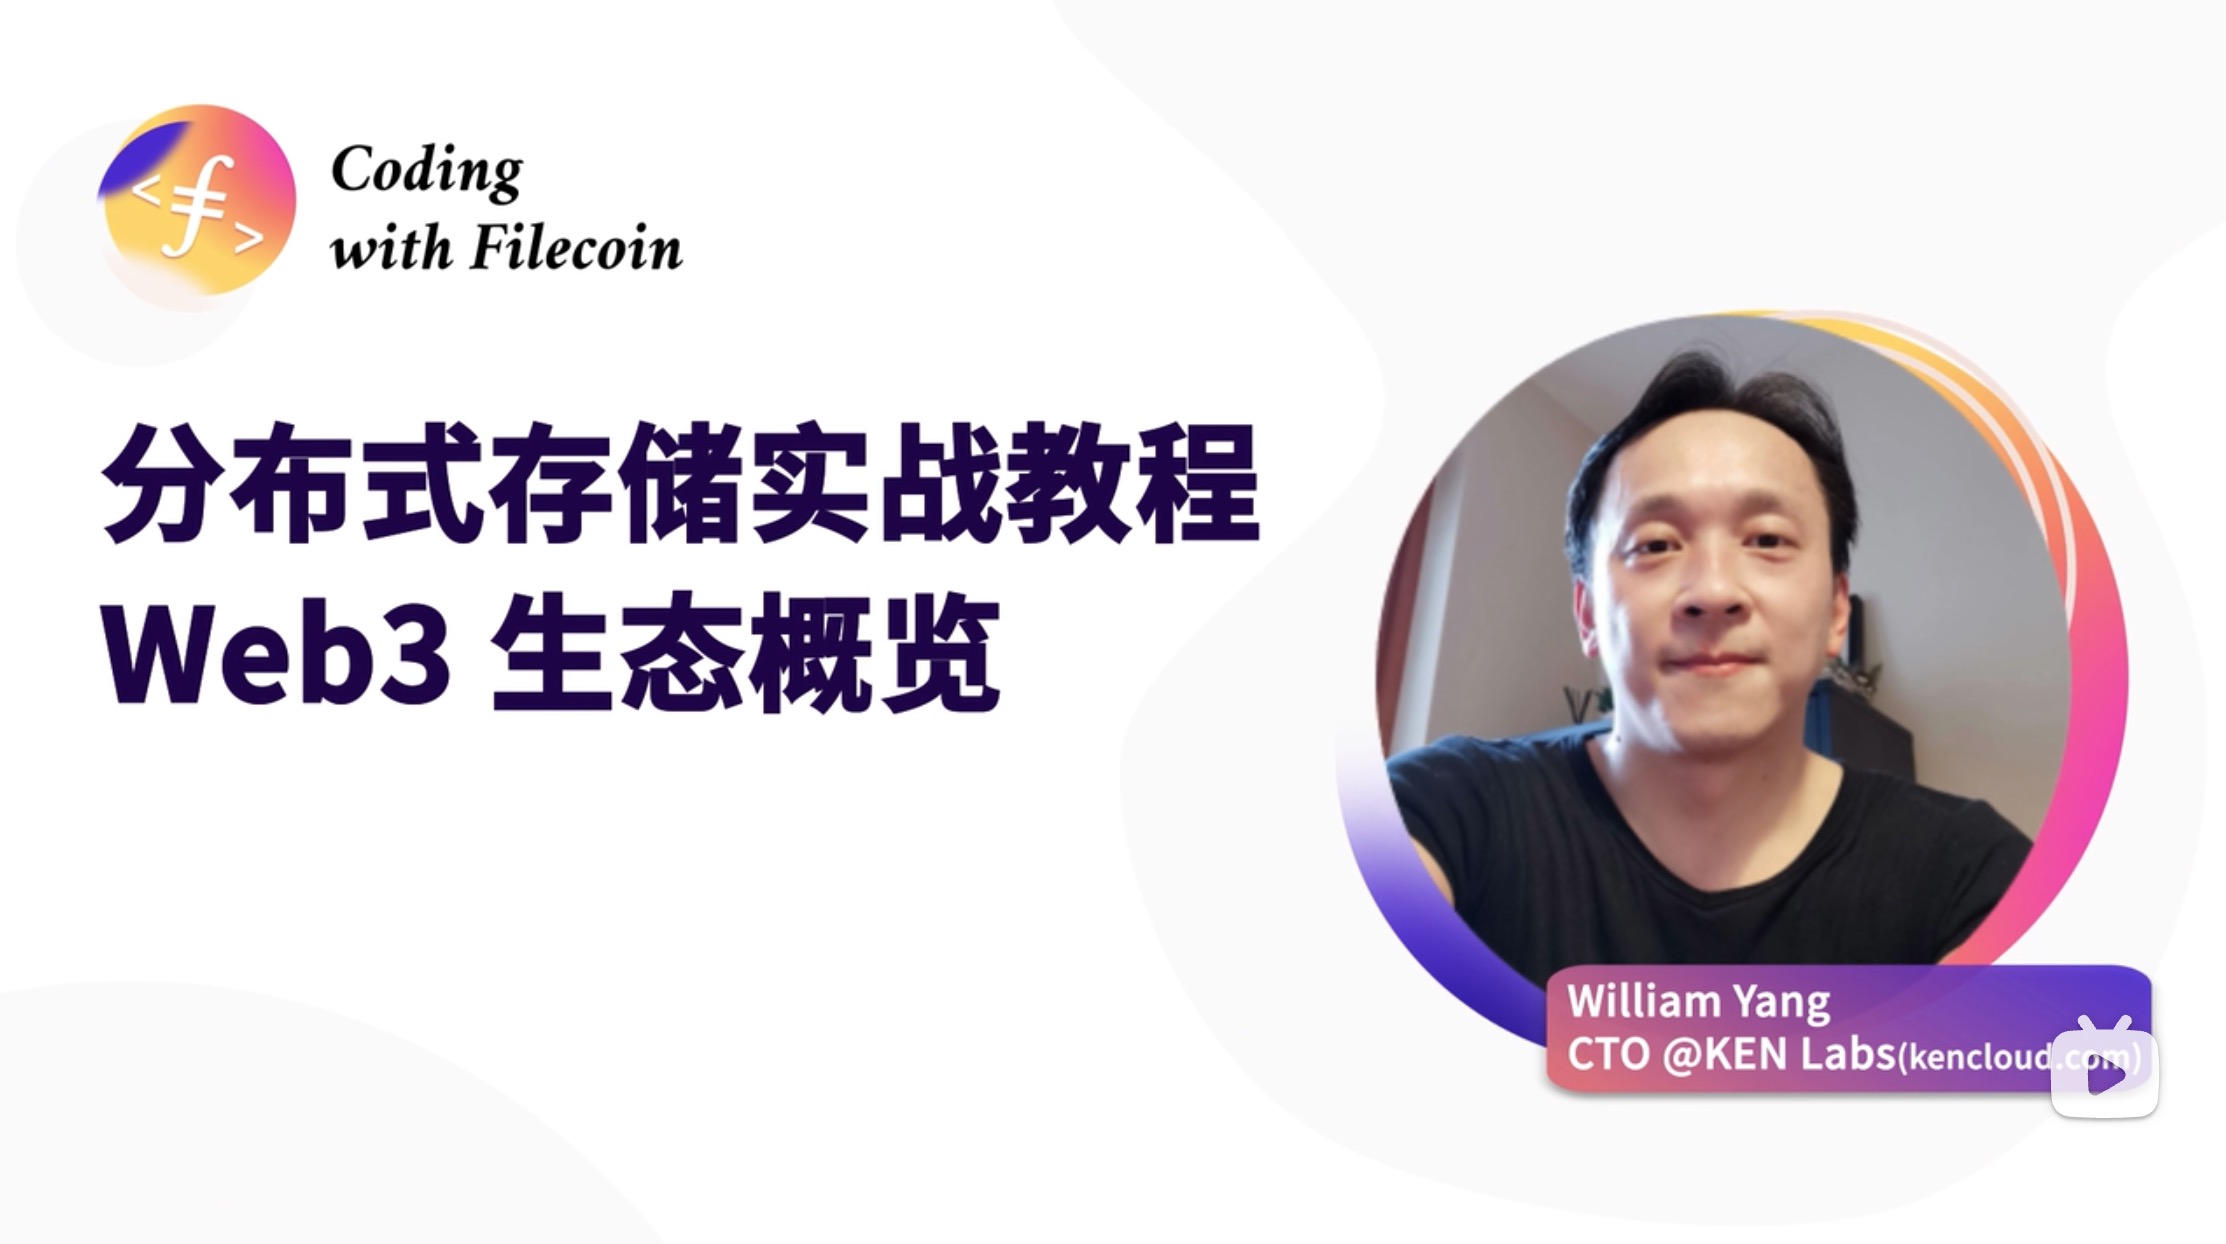 Coding
with Filecoin
分布式存储实战教程
Web3 生态概览
William Yang
CTO @KEN Labs(kencloud.com)